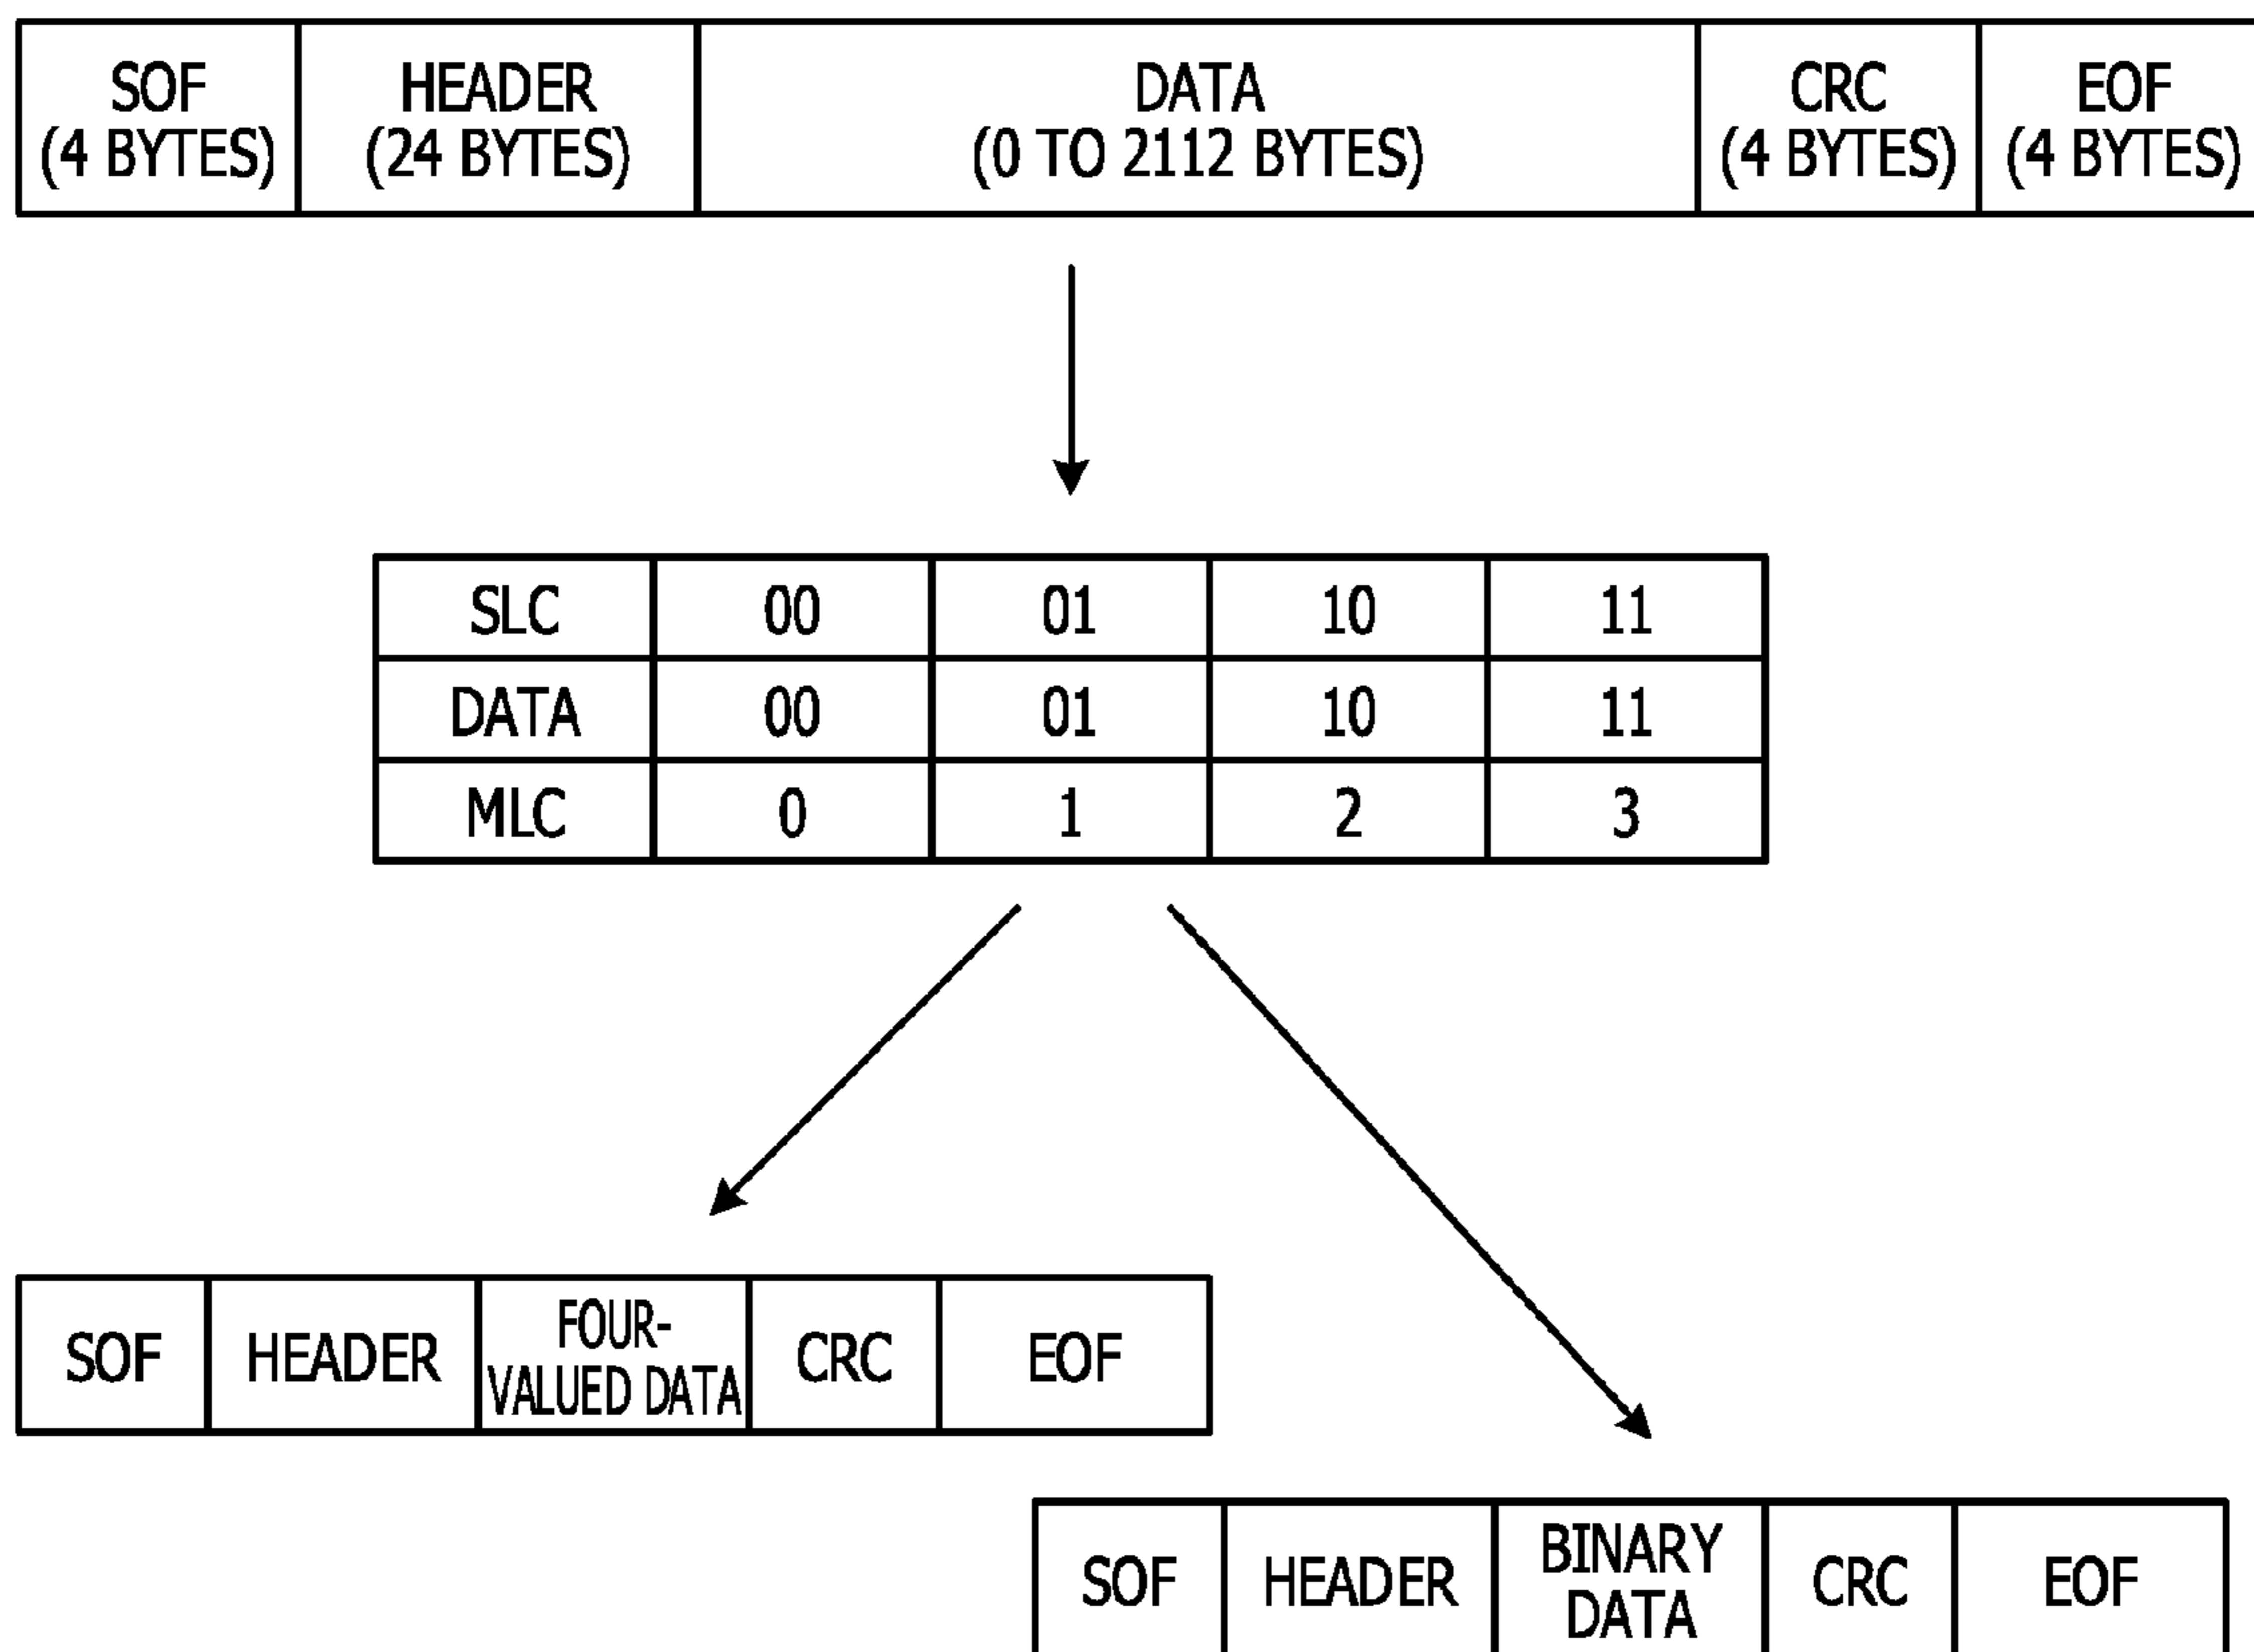 SOF HEADER DATA CRC EOF
(4 BYTES) (24 BYTES) (0 TO 2112 BYTES) (4 BYTES) (4 BYTES)
SLC 00 01 10 11
DATA 00 01 10 11
MLC 0 1 2 3
SOF HEADER FOUR-
VALUED DATA CRC EOF
SOF HEADER BINARY
DATA CRC EOF